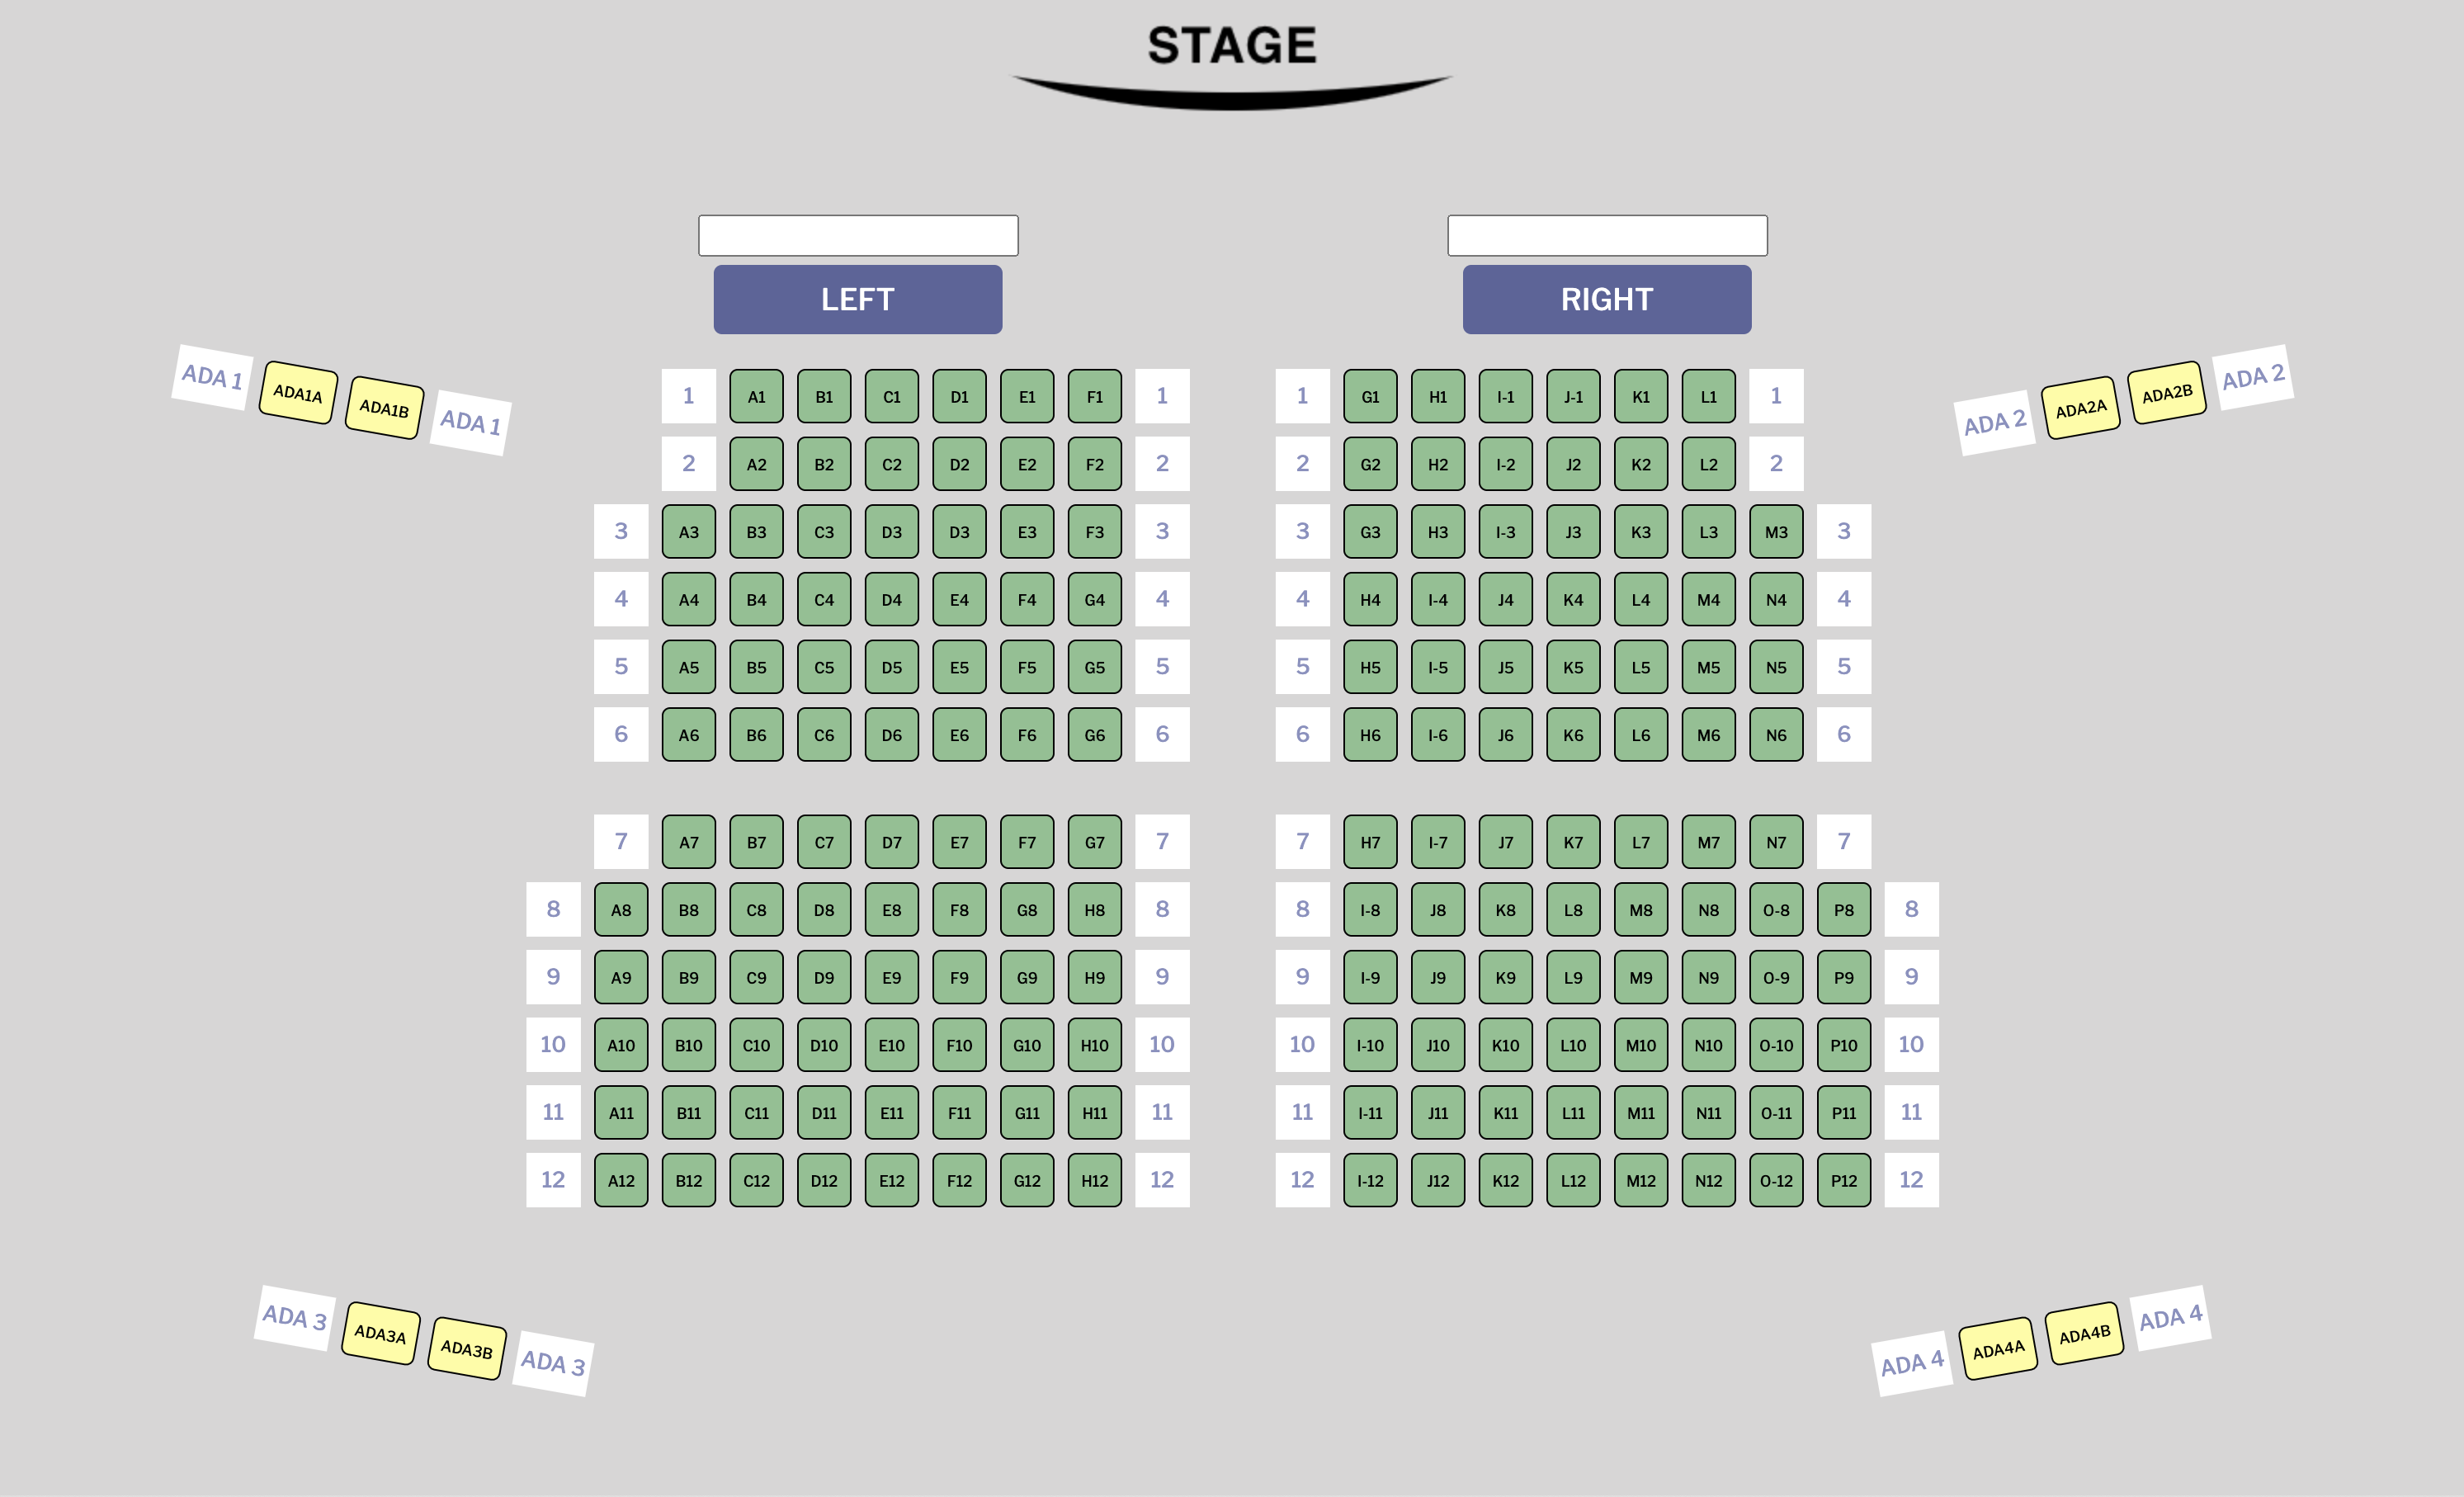 STAGE
LEFT RIGHT
ADA 1 ADA1A ADA1B ADA 1
ADA 2 ADA2A ADA2B ADA 2
1 A1 B1 C1 D1 E1 F1 1 1 G1 H1 I-1 J-1 K1 L1 1
2 A2 B2 C2 D2 E2 F2 2 2 G2 H2 I-2 J2 K2 L2 2
3 A3 B3 C3 D3 D3 E3 F3 3 3 G3 H3 I-3 J3 K3 L3 M3 3
4 A4 B4 C4 D4 E4 F4 G4 4 4 H4 I-4 J4 K4 L4 M4 N4 4
5 A5 B5 C5 D5 E5 F5 G5 5 5 H5 I-5 J5 K5 L5 M5 N5 5
6 A6 B6 C6 D6 E6 F6 G6 6 6 H6 I-6 J6 K6 L6 M6 N6 6
7 A7 B7 C7 D7 E7 F7 G7 7 7 H7 I-7 J7 K7 L7 M7 N7 7
8 A8 B8 C8 D8 E8 F8 G8 H8 8 8 I-8 J8 K8 L8 M8 N8 O-8 P8 8
9 A9 B9 C9 D9 E9 F9 G9 H9 9 9 I-9 J9 K9 L9 M9 N9 O-9 P9 9
10 A10 B10 C10 D10 E10 F10 G10 H10 10 10 I-10 J10 K10 L10 M10 N10 O-10 P10 10
11 A11 B11 C11 D11 E11 F11 G11 H11 11 11 I-11 J11 K11 L11 M11 N11 O-11 P11 11
12 A12 B12 C12 D12 E12 F12 G12 H12 12 12 I-12 J12 K12 L12 M12 N12 O-12 P12 12
ADA 3 ADA3A ADA3B ADA 3
ADA 4 ADA4A ADA4B ADA 4